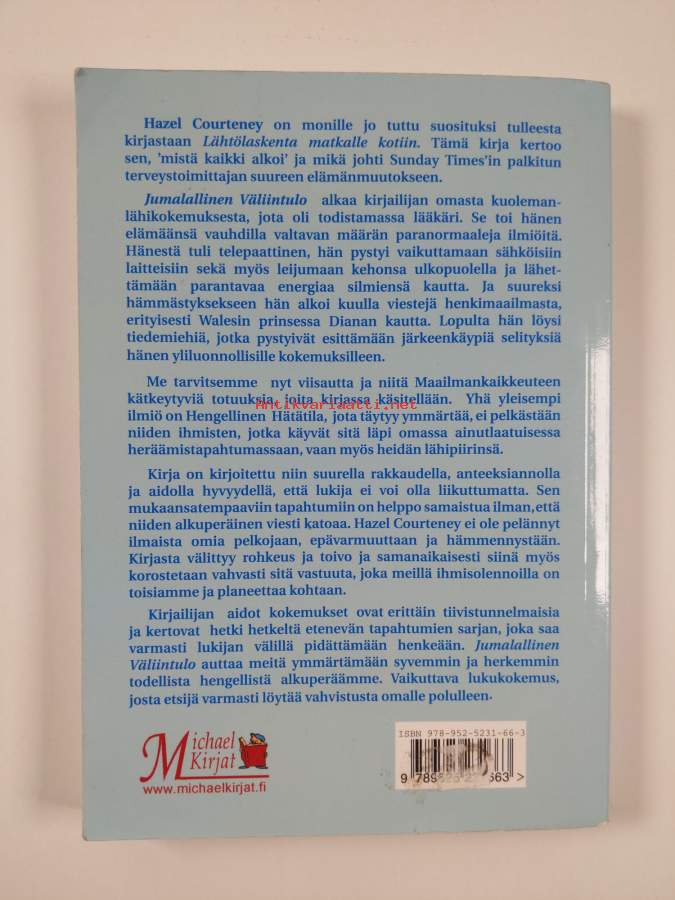 Hazel Courteney on monille jo tuttu suosituksi tulleesta
kirjastaan Lähtölaskenta matkalle kotiin. Tämä kirja kertoo
sen, 'mistä kaikki alkoi' ja mikä johti Sunday Times'in palkitun
terveystoimittajan suureen elämänmuutokseen.
Jumalallinen Väliintulo alkaa kirjailijan omasta kuoleman-
lähikokemuksesta, jota oli todistamassa lääkäri. Se toi hänen
elämäänsä vauhdilla valtavan määrän paranormaaleja ilmiöitä.
Hänestä tuli telepaattinen, hän pystyi vaikuttamaan sähköisiin
laitteisiin sekä myös leijumaan kehonsa ulkopuolella ja lähet-
tämään parantavaa energiaa silmiensä kautta. Ja suureksi
hämmästyksekseen hän alkoi kuulla viestejä henkimaailmasta,
erityisesti Walesin prinsessa Dianan kautta. Lopulta hän löysi
tiedemiehiä, jotka pystyivät esittämään järkeenkäypiä selityksiä
hänen yliluonnollisille kokemuksilleen.
Me tarvitsemme nyt viisautta ja niitä Maailmankaikkeuteen
kätkeytyviä totuuksia, joita kirjassa käsitellään. Yhä yleisempi
antikvariaatti.net
ilmiö on Hengellinen Hätätila, jota täytyy ymmärtää, ei pelkästään
niiden ihmisten, jotka käyvät sitä läpi omassa ainutlaatuisessa
heräämistapahtumassaan, vaan myös heidän lähipiirinsä.
Kirja on kirjoitettu niin suurella rakkaudella, anteeksiannolla
ja aidolla hyvyydellä, että lukija ei voi olla liikuttumatta. Sen
mukaansatempaaviin tapahtumiin on helppo samaistua ilman, että
niiden alkuperäinen viesti katoaa. Hazel Courteney ei ole pelännyt
ilmaista omia pelkojaan, epävarmuuttaan ja hämmennystään.
Kirjasta välittyy rohkeus ja toivo ja samanaikaisesti siinä myös
korostetaan vahvasti sitä vastuuta, joka meillä ihmisolennoilla on
toisiamme ja planeettaa kohtaan.
Kirjailijan aidot kokemukset ovat erittäin tiivistunnelmaisia
ja kertovat hetki hetkeltä etenevän tapahtumien sarjan, joka saa
varmasti lukijan välillä pidättämään henkeään. Jumalallinen
Väliintulo auttaa meitä ymmärtämään syvemmin ja herkemmin
todellista hengellistä alkuperäämme. Vaikuttava lukukokemus,
josta etsijä varmasti löytää vahvistusta omalle polulleen.
ISBN 978-952-5231-66-3
Michael
Kirjat
www.michaelkirjat.fi